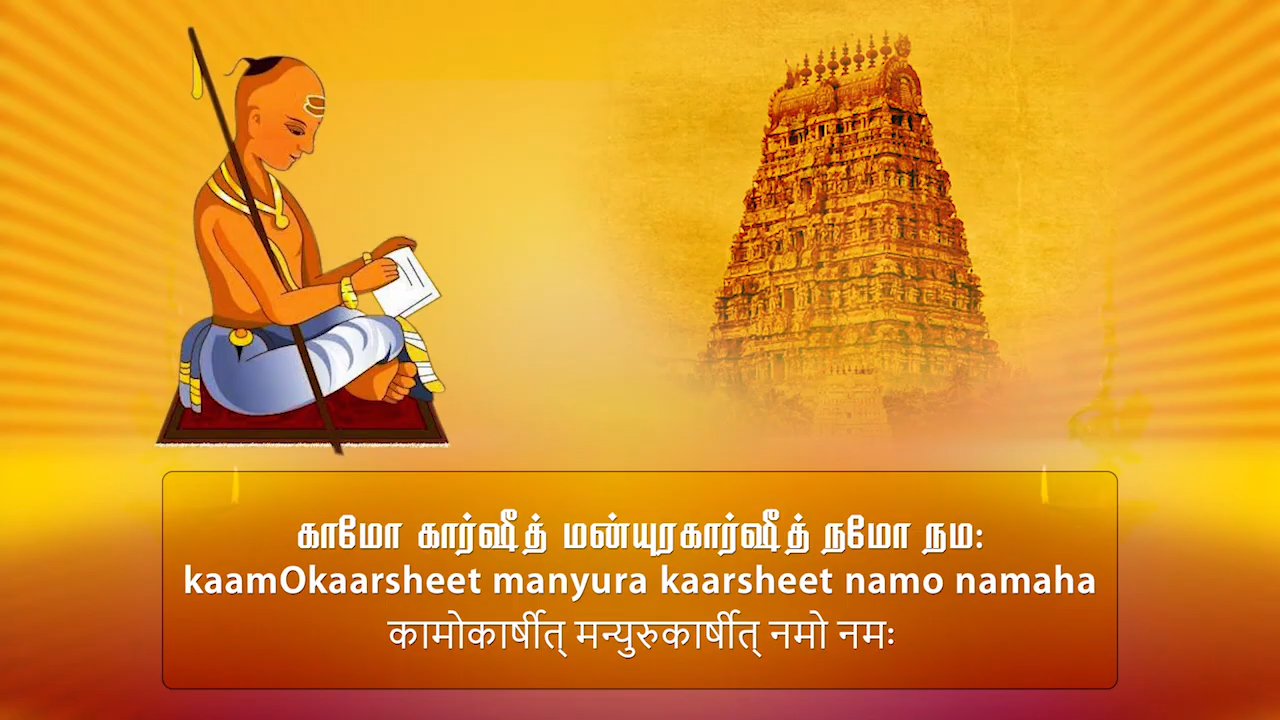 காமோ கார்ஷீத் மன்யுரகார்ஷீத் நமோ நம:
kaamOkaarsheet manyura kaarsheet namo namaha
कामोकार्षीत् मन्युरुकार्षीत् नमो नमः